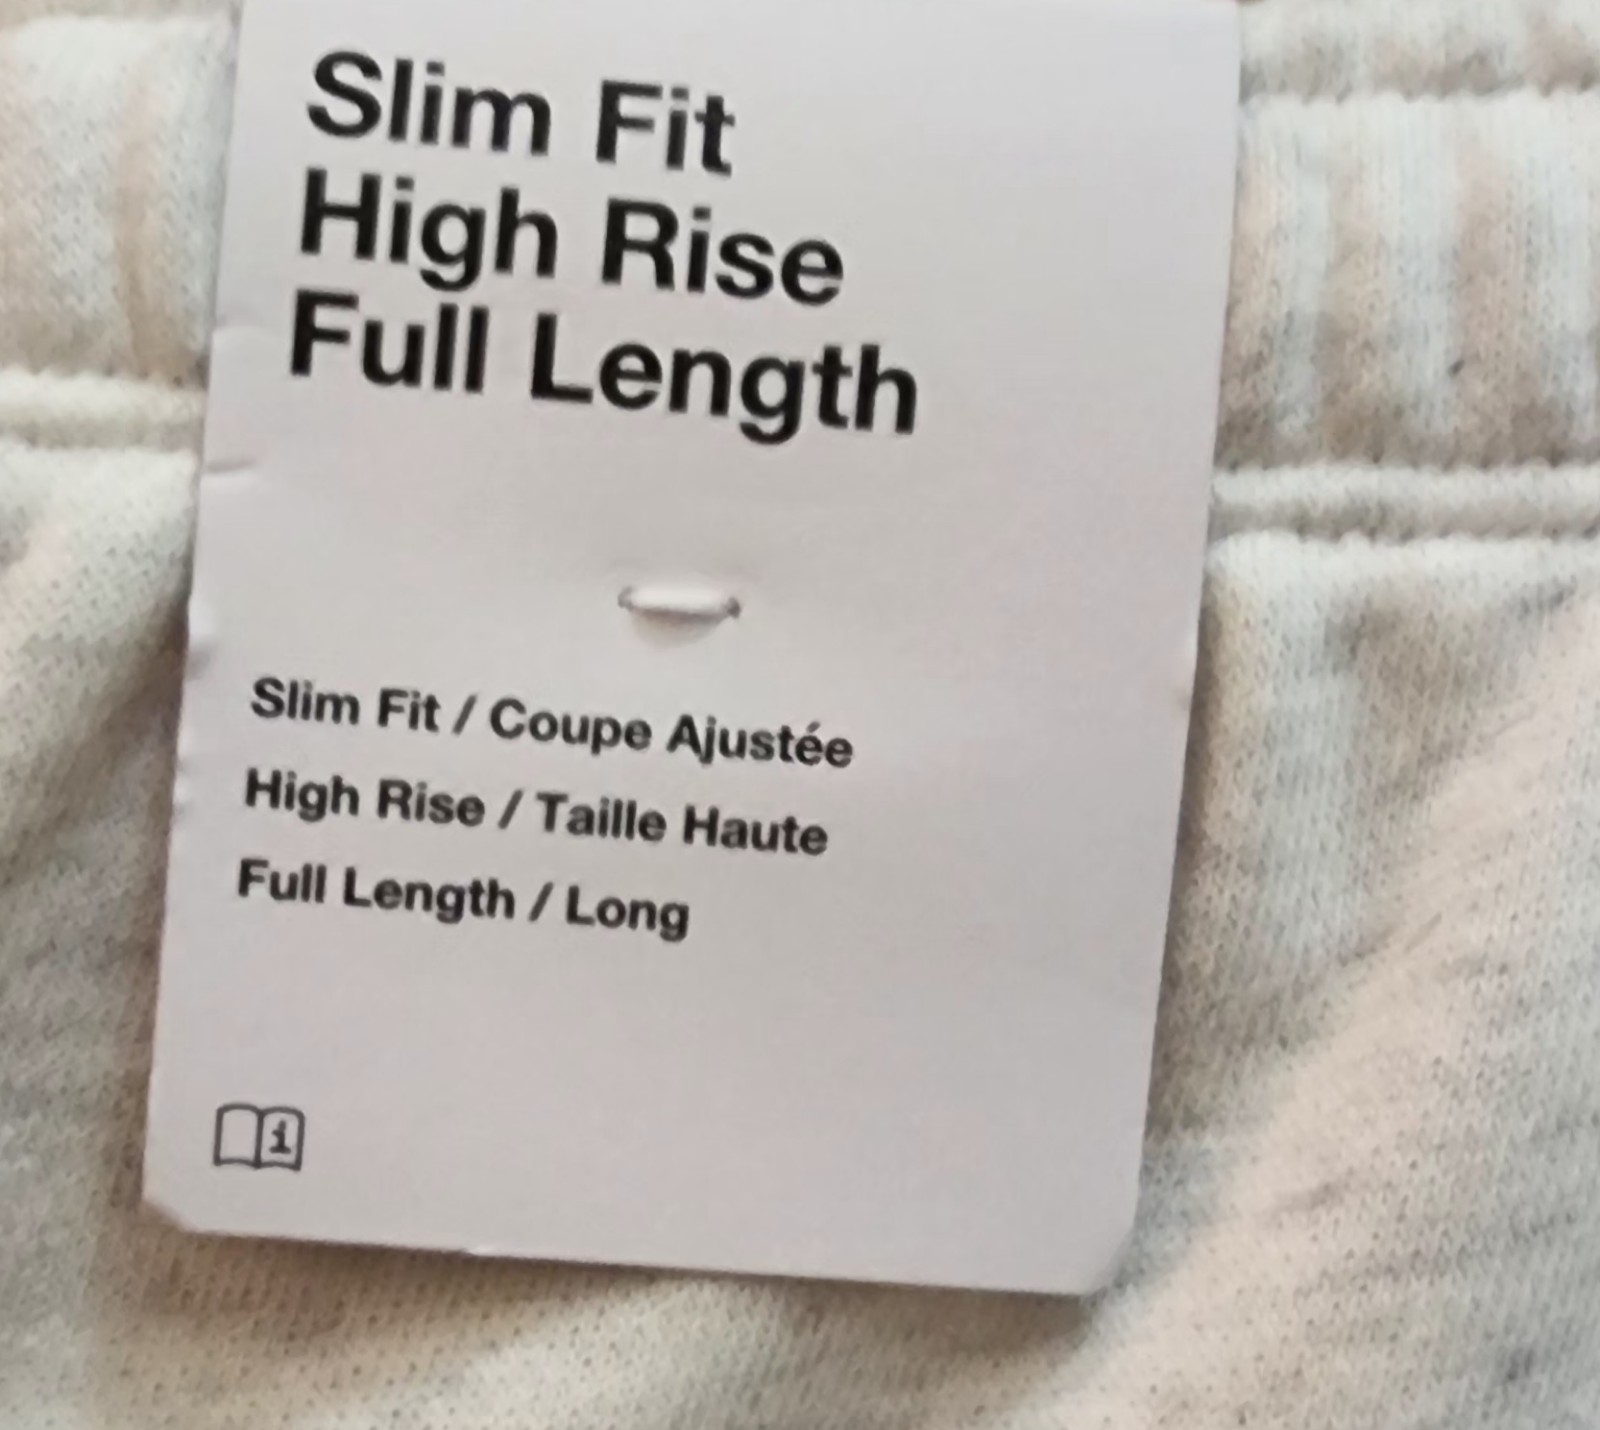 Slim Fit
High Rise
Full Length
Slim Fit / Coupe Ajustée
High Rise / Taille Haute
Full Length / Long
i